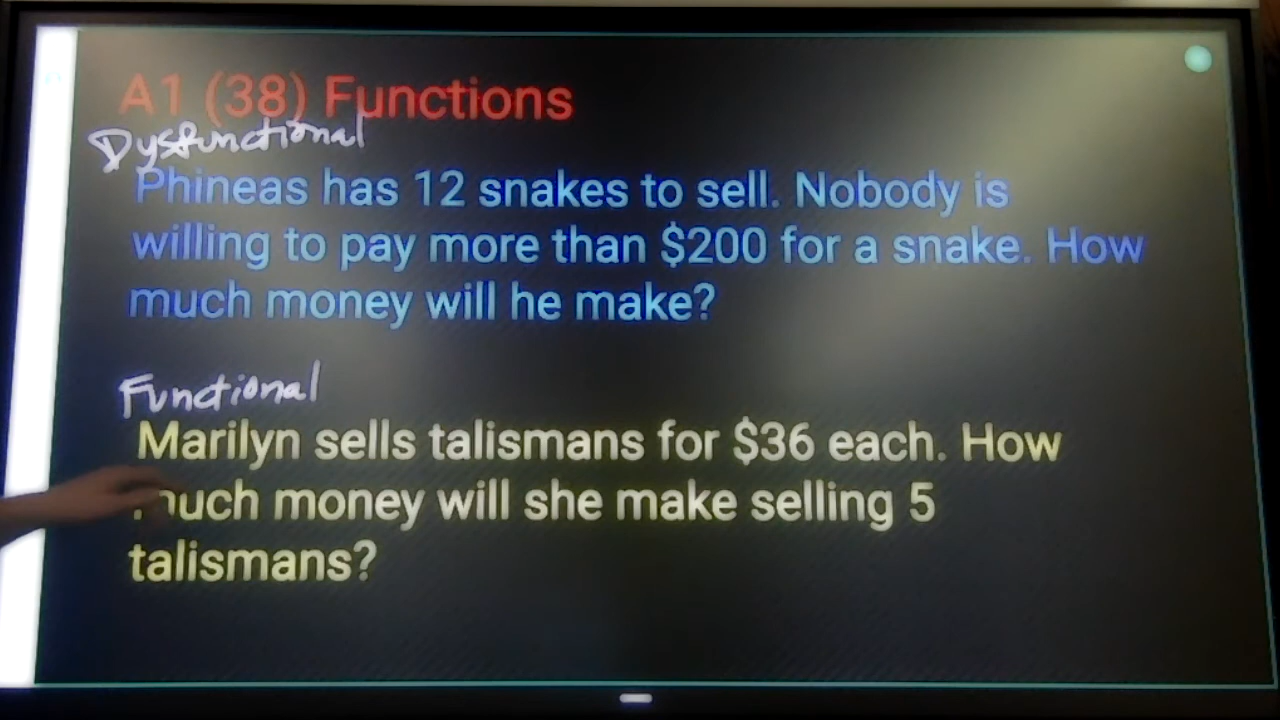 A1 (38) Functions
Dysfunctional
Phineas has 12 snakes to sell. Nobody is
willing to pay more than $200 for a snake. How
much money will he make?
Functional
Marilyn sells talismans for $36 each. How
much money will she make selling 5
talismans?